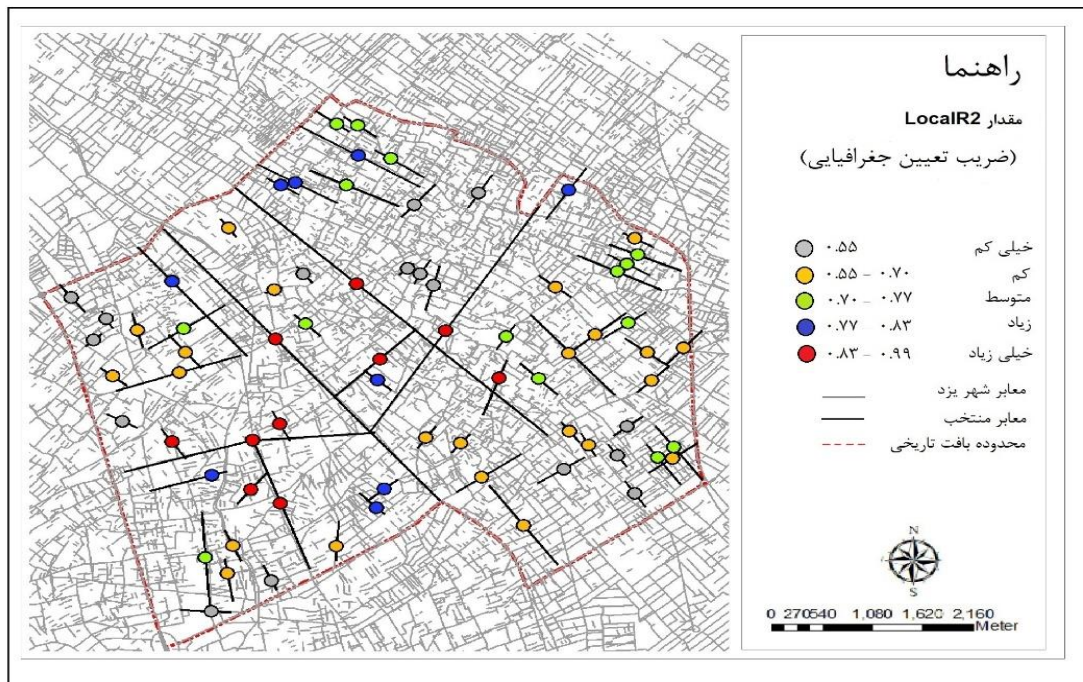 راهنما
مقدار LocalR2
(ضریب تعیین جغرافیایی)
خیلی کم ۰.۵۵
کم ۰.۵۵ - ۰.۷۰
متوسط ۰.۷۰ - ۰.۷۷
زیاد ۰.۷۷ - ۰.۸۳
خیلی زیاد ۰.۸۳ - ۰.۹۹
معابر شهر یزد
معابر منتخب
محدوده بافت تاریخی
N
S
0 270540 1,080 1,620 2,160
Meter